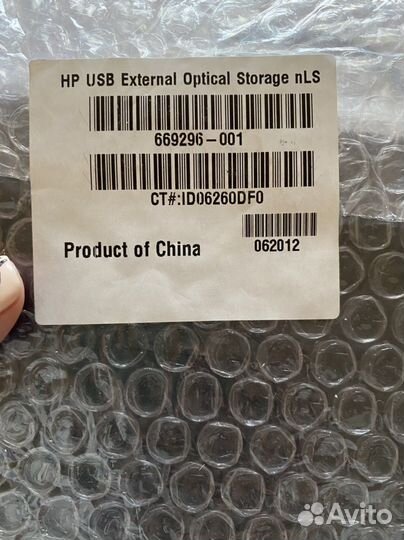 HP USB External Optical Storage nLS
669296-001
CT#:ID06260DF0
Product of China
062012
Avito